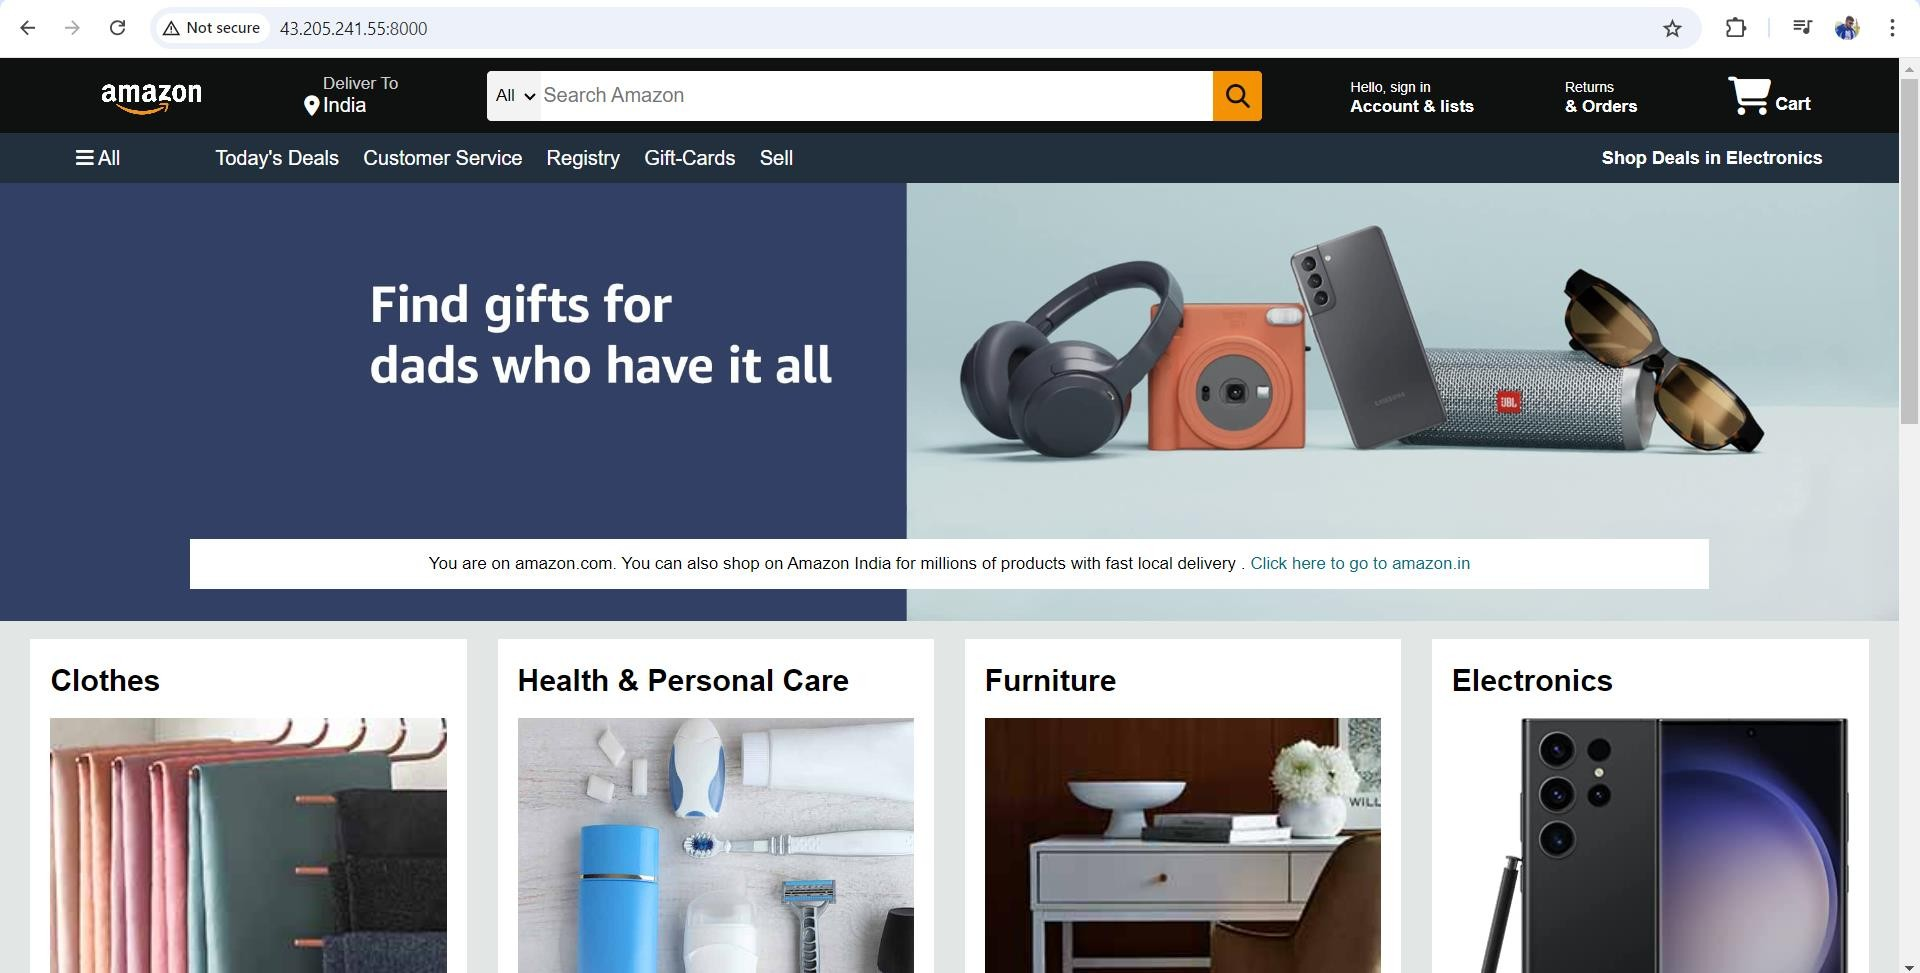 Not secure 43.205.241.55:8000
amazon
Deliver To
India
All Search Amazon
Hello, sign in
Account & lists
Returns
& Orders
Cart
All Today's Deals Customer Service Registry Gift-Cards Sell Shop Deals in Electronics
Find gifts for
dads who have it all
SAMSUNG
JBL
You are on amazon.com. You can also shop on Amazon India for millions of products with fast local delivery . Click here to go to amazon.in
Clothes Health & Personal Care Furniture Electronics
WILL